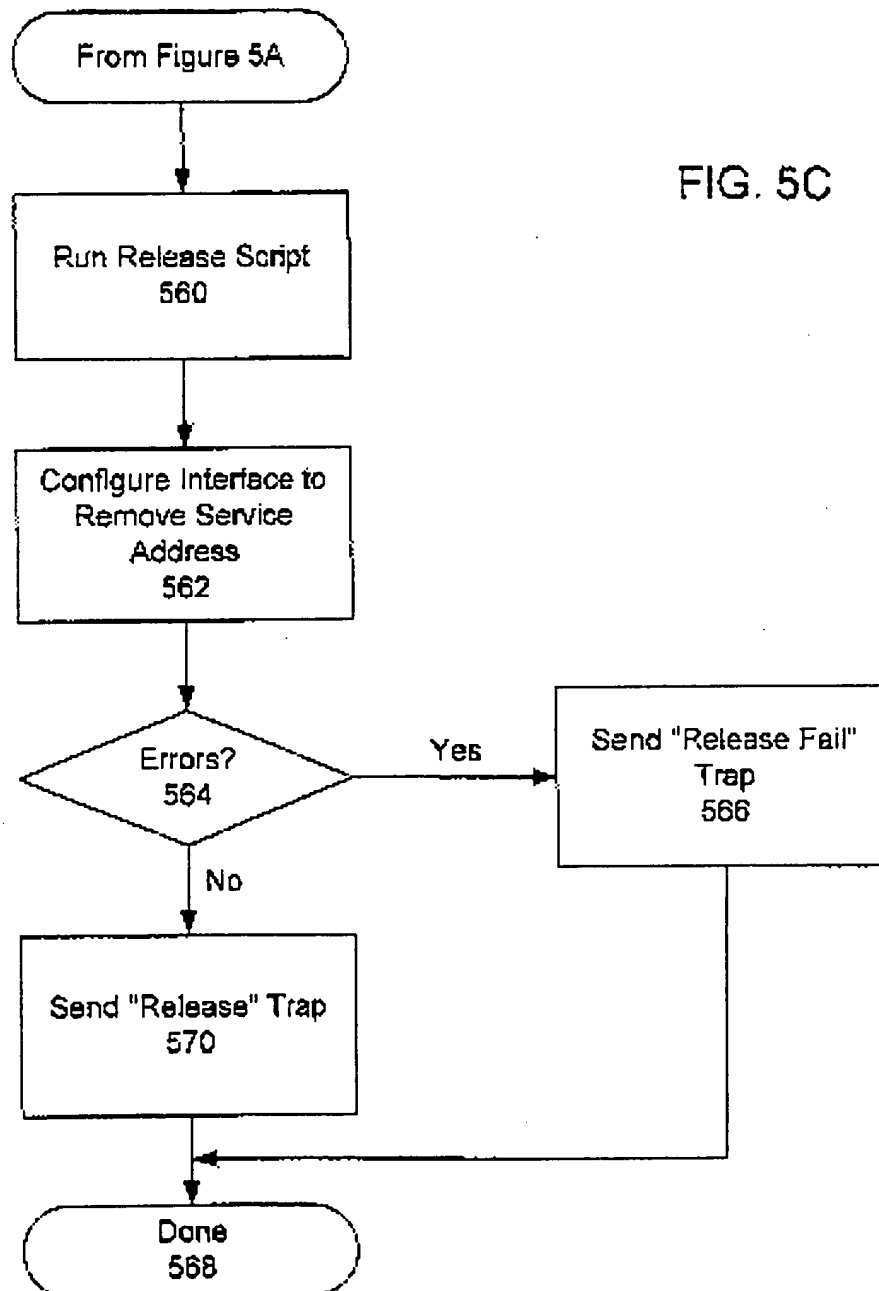 From Figure 5A
FIG. 5C
Run Release Script
560
Configure Interface to
Remove Service
Address
562
Errors?
564
Yes
Send "Release Fail"
Trap
566
No
Send "Release" Trap
570
Done
568